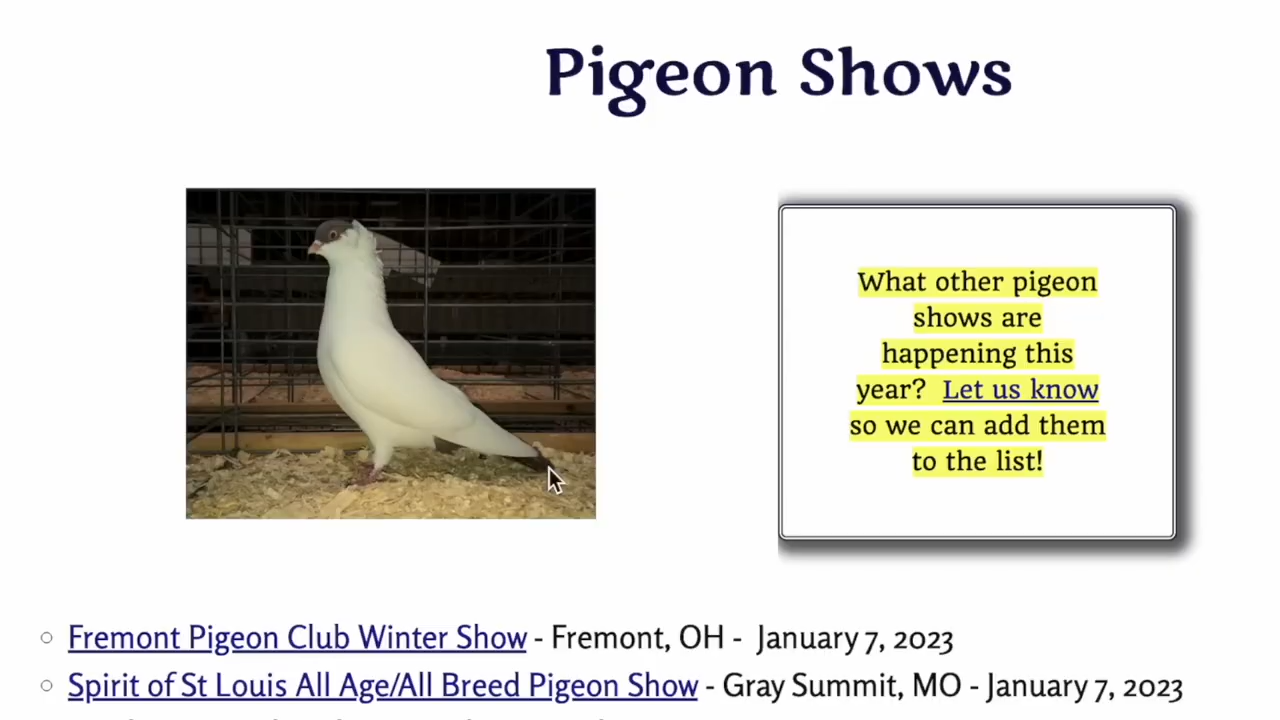 Pigeon Shows
What other pigeon
shows are
happening this
year? Let us know
so we can add them
to the list!
Fremont Pigeon Club Winter Show - Fremont, OH - January 7, 2023
Spirit of St Louis All Age/All Breed Pigeon Show - Gray Summit, MO - January 7, 2023